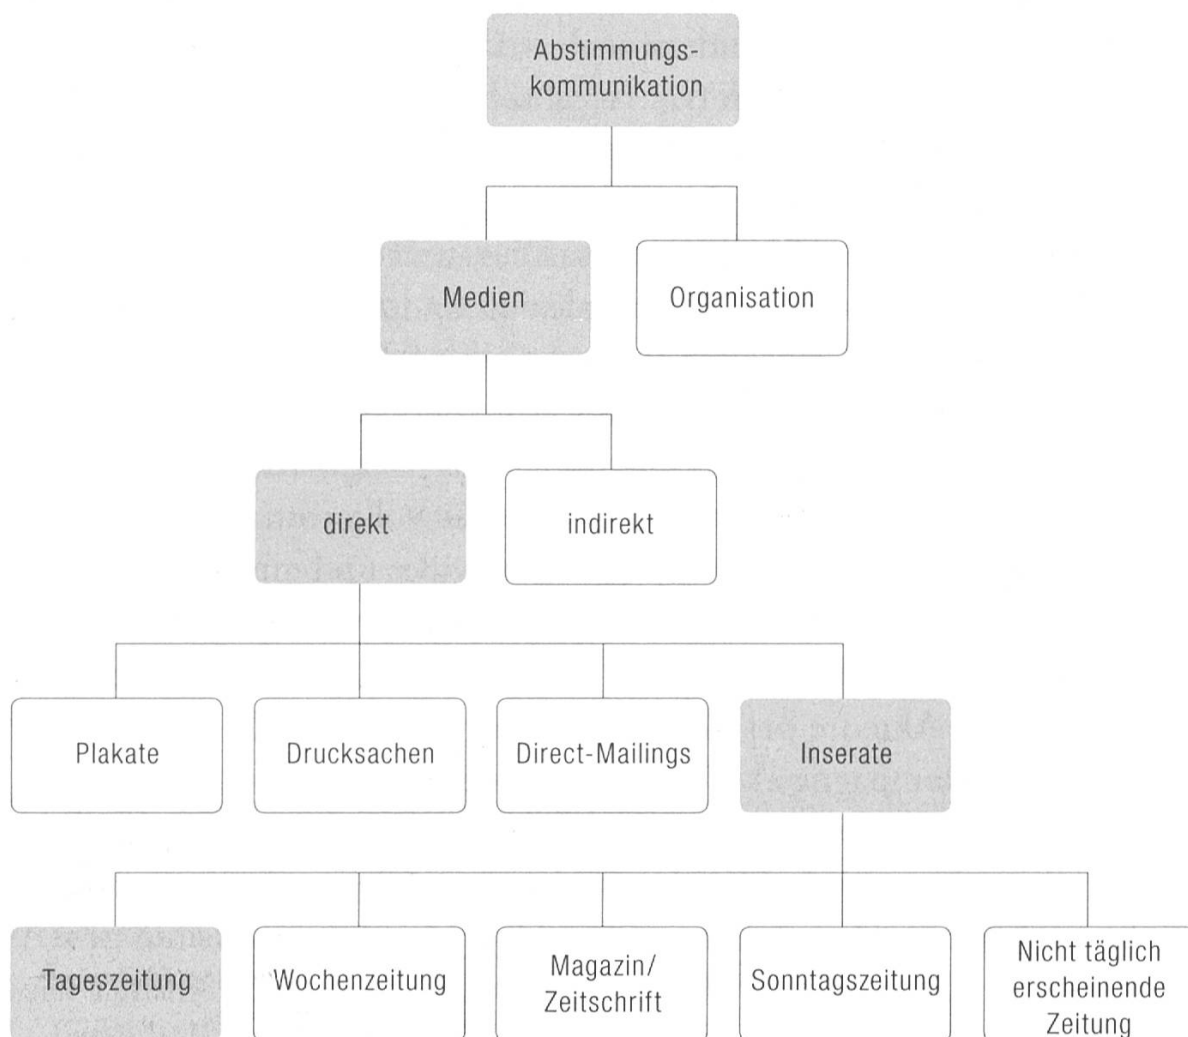 Abstimmungs-
kommunikation
Medien
Organisation
direkt
indirekt
Plakate
Drucksachen
Direct-Mailings
Inserate
Tageszeitung
Wochenzeitung
Magazin/
Zeitschrift
Sonntagszeitung
Nicht täglich
erscheinende
Zeitung